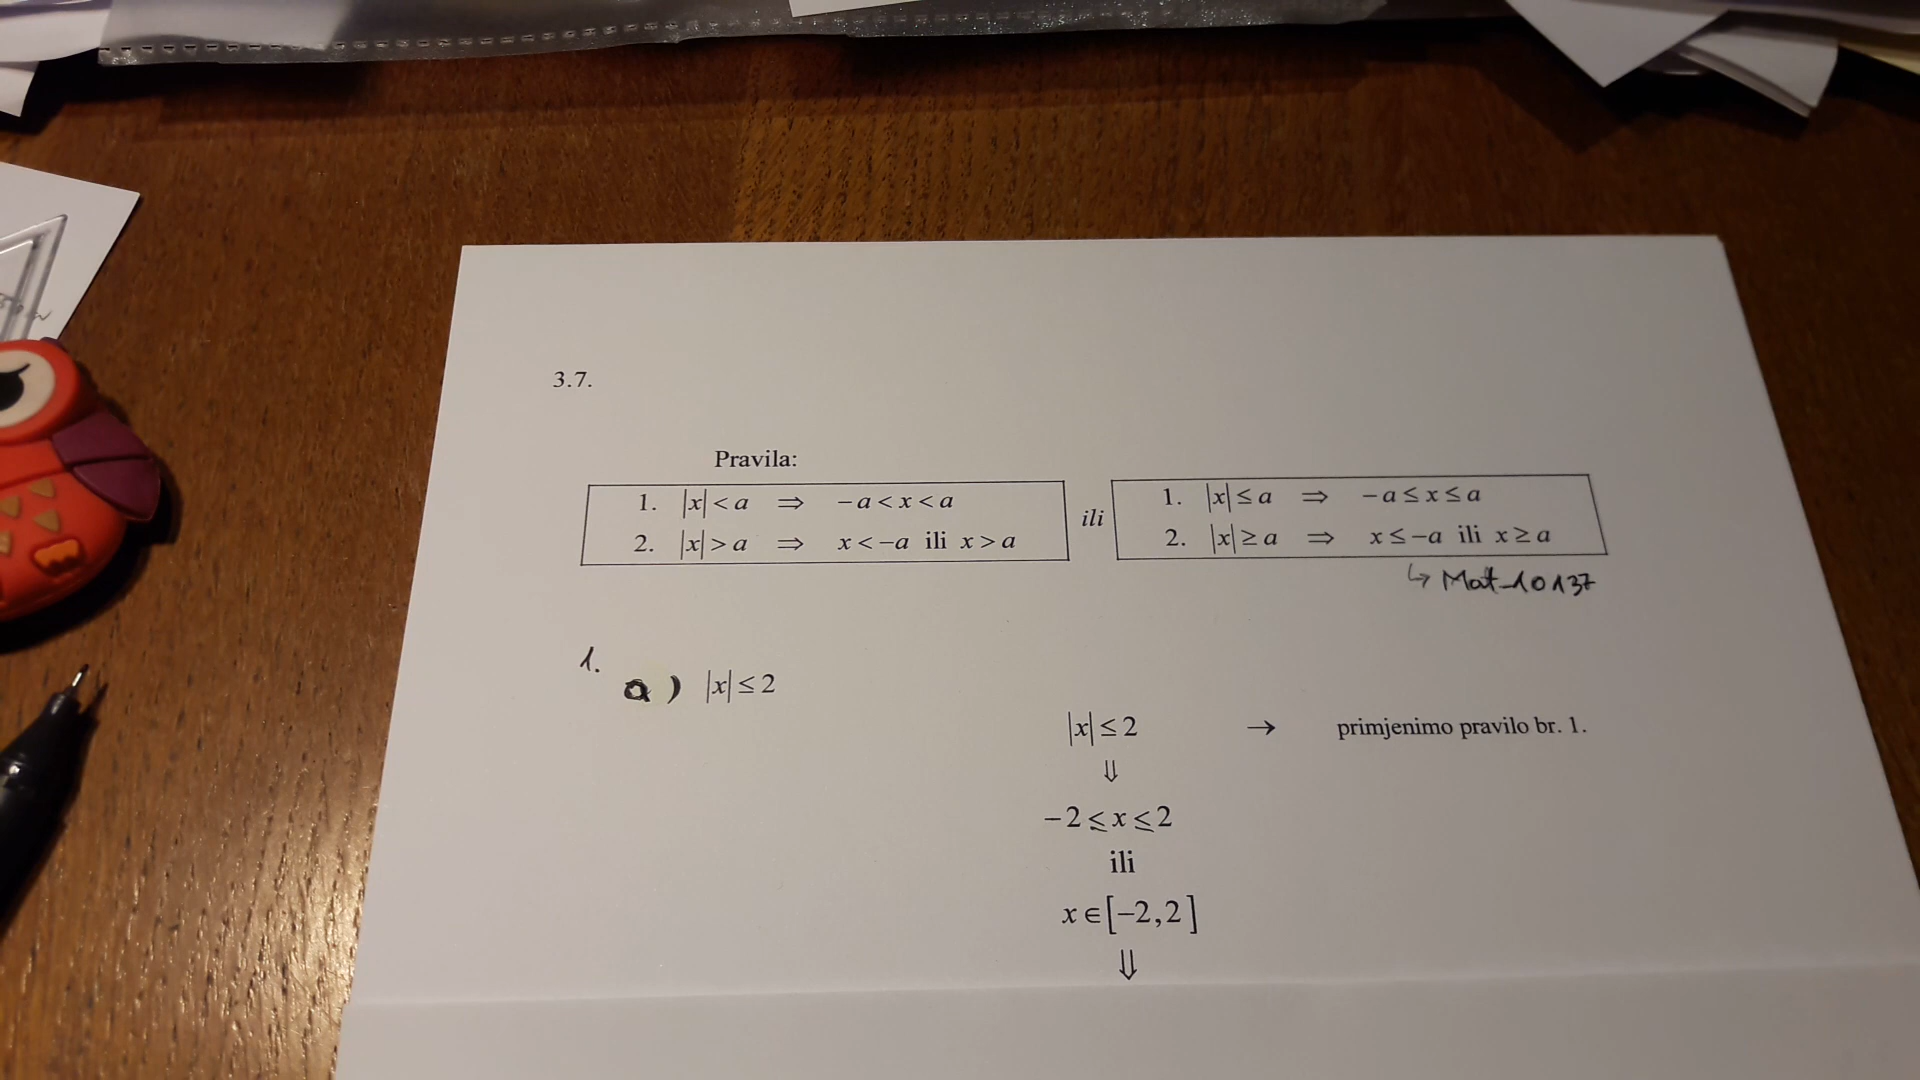 3.7.
Pravila:
1. |x| < a ⇒ -a < x < a
2. |x| > a ⇒ x < -a ili x > a
ili
1. |x| ≤ a ⇒ -a ≤ x ≤ a
2. |x| ≥ a ⇒ x ≤ -a ili x ≥ a
↳ Mat-10137
1.
a) |x| ≤ 2
|x| ≤ 2 → primjenimo pravilo br. 1.
⇓
-2 ≤ x ≤ 2
ili
x ∈ [-2,2]
⇓